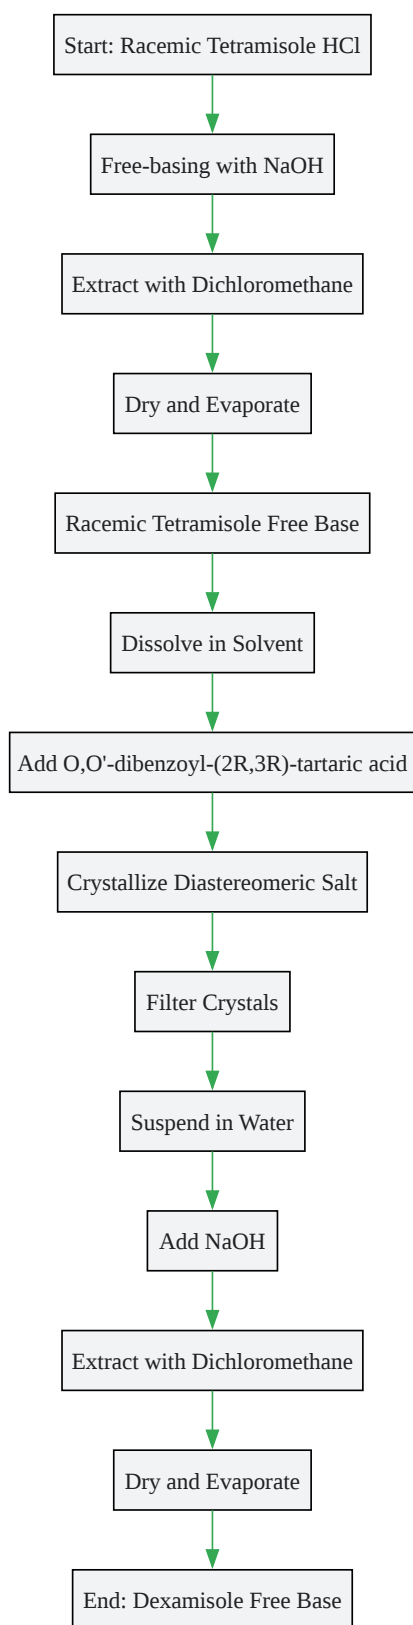 Start: Racemic Tetramisole HCl
Free-basing with NaOH
Extract with Dichloromethane
Dry and Evaporate
Racemic Tetramisole Free Base
Dissolve in Solvent
Add O,O'-dibenzoyl-(2R,3R)-tartaric acid
Crystallize Diastereomeric Salt
Filter Crystals
Suspend in Water
Add NaOH
Extract with Dichloromethane
Dry and Evaporate
End: Dexamisole Free Base